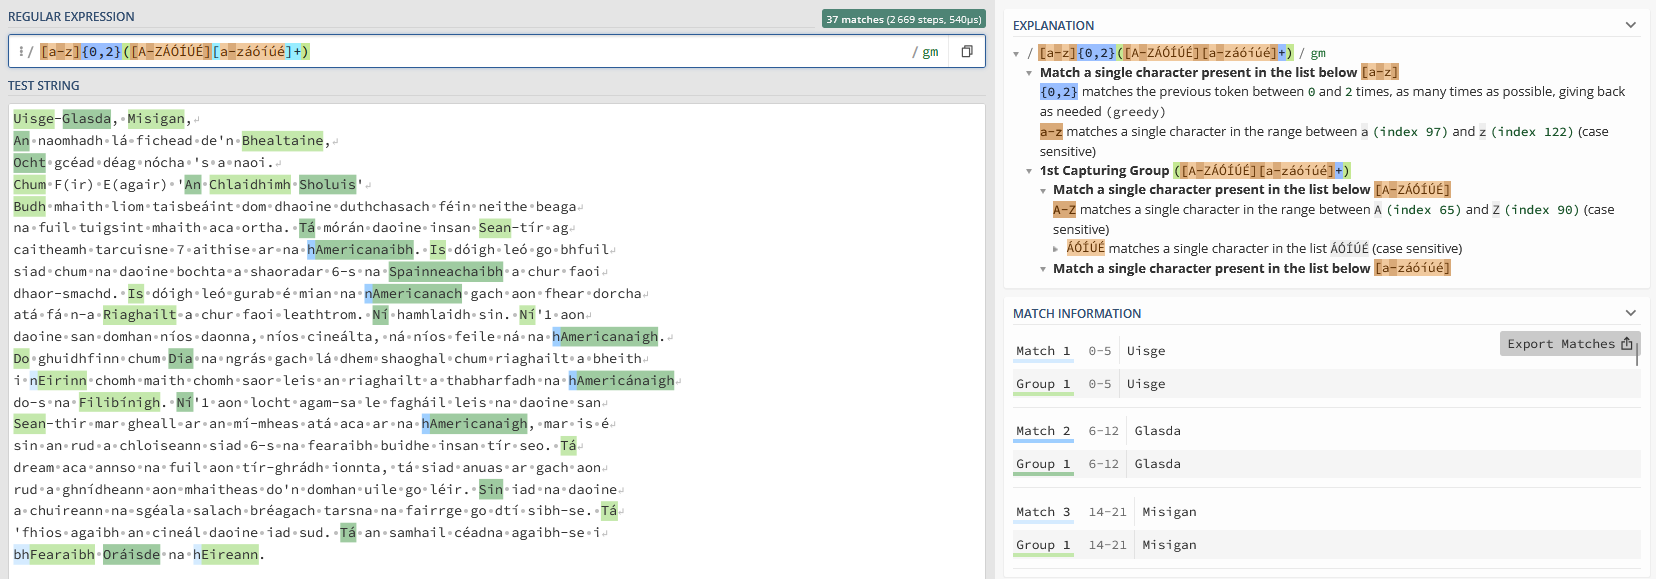 REGULAR EXPRESSION
37 matches (2 669 steps, 540μs)
/ [a-z]{0,2}([A-ZÁÓÍÚÉ][a-záóíúé]+) / gm
TEST STRING
Uisge-Glasda, Misigan,
An naomhadh lá fichead de'n Bhealtaine,
Ocht gcéad déag nócha 's a naoi.
Chum F(ir) E(agair) 'An Chlaidhimh Sholuis'
Budh mhaith liom taisbeáint dom dhaoine duthchasach féin neithe beaga
na fuil tuigsint mhaith aca ortha. Tá mórán daoine insan Sean-tír ag
caitheamh tarcuisne 7 aithise ar na hAmericanaibh. Is dóigh leó go bhfuil
siad chum na daoine bochta a shaoradar 6-s na Spainneachaibh a chur faoi
dhaor-smachd. Is dóigh leó gurab é mian na nAmericanach gach aon fhear dorcha
atá fá n-a Riaghailt a chur faoi leathtrom. Ní hamhlaidh sin. Ní'1 aon
daoine san domhan níos daonna, níos cineálta, ná níos feile ná na hAmericanaigh.
Do ghuidhfinn chum Dia na ngrás gach lá dhem shaoghal chum riaghailt a bheith
i nEirinn chomh maith chomh saor leis an riaghailt a thabharfadh na hAmericánaigh
do-s na Filibínigh. Ní'1 aon locht agam-sa le fagháil leis na daoine san
Sean-thir mar gheall ar an mí-mheas atá aca ar na hAmericanaigh, mar is é
sin an rud a chloiseann siad 6-s na fearaibh buidhe insan tír seo. Tá
dream aca annso na fuil aon tír-ghrádh ionnta, tá siad anuas ar gach aon
rud a ghnídheann aon mhaitheas do'n domhan uile go léir. Sin iad na daoine
a chuireann na sgéala salach bréagach tarsna na fairrge go dtí sibh-se. Tá
'fhios agaibh an cineál daoine iad sud. Tá an samhail céadna agaibh-se i
bhFearaibh Oráisde na hEireann.
EXPLANATION
/ [a-z]{0,2}([A-ZÁÓÍÚÉ][a-záóíúé]+) / gm
Match a single character present in the list below [a-z]
{0,2} matches the previous token between 0 and 2 times, as many times as possible, giving back
as needed (greedy)
a-z matches a single character in the range between a (index 97) and z (index 122) (case
sensitive)
1st Capturing Group ([A-ZÁÓÍÚÉ][a-záóíúé]+)
Match a single character present in the list below [A-ZÁÓÍÚÉ]
A-Z matches a single character in the range between A (index 65) and Z (index 90) (case
sensitive)
ÁÓÍÚÉ matches a single character in the list ÁÓÍÚÉ (case sensitive)
Match a single character present in the list below [a-záóíúé]
MATCH INFORMATION
Export Matches
Match 1 0-5 Uisge
Group 1 0-5 Uisge
Match 2 6-12 Glasda
Group 1 6-12 Glasda
Match 3 14-21 Misigan
Group 1 14-21 Misigan